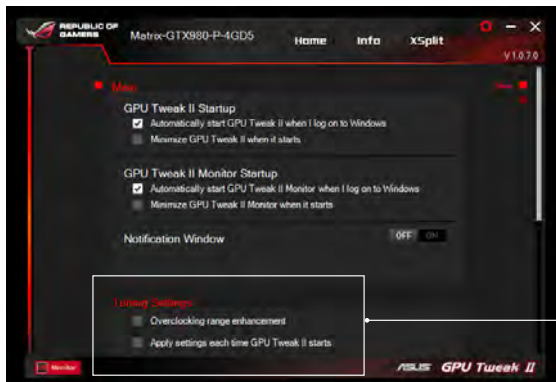 REPUBLIC OF
GAMERS
Matrix-GTX980-P-4GD5
Home Info XSplit
V1.0.7.0
Main
GPU Tweak II Startup
Automatically start GPU Tweak II when I log on to Windows
Minimize GPU Tweak II when it starts
GPU Tweak II Monitor Startup
Automatically start GPU Tweak II Monitor when I log on to Windows
Minimize GPU Tweak II Monitor when it starts
Notification Window
OFF ON
Tuning Settings
Overclocking range enhancement
Apply settings each time GPU Tweak II starts
Monitor
ASUS GPU Tweak II